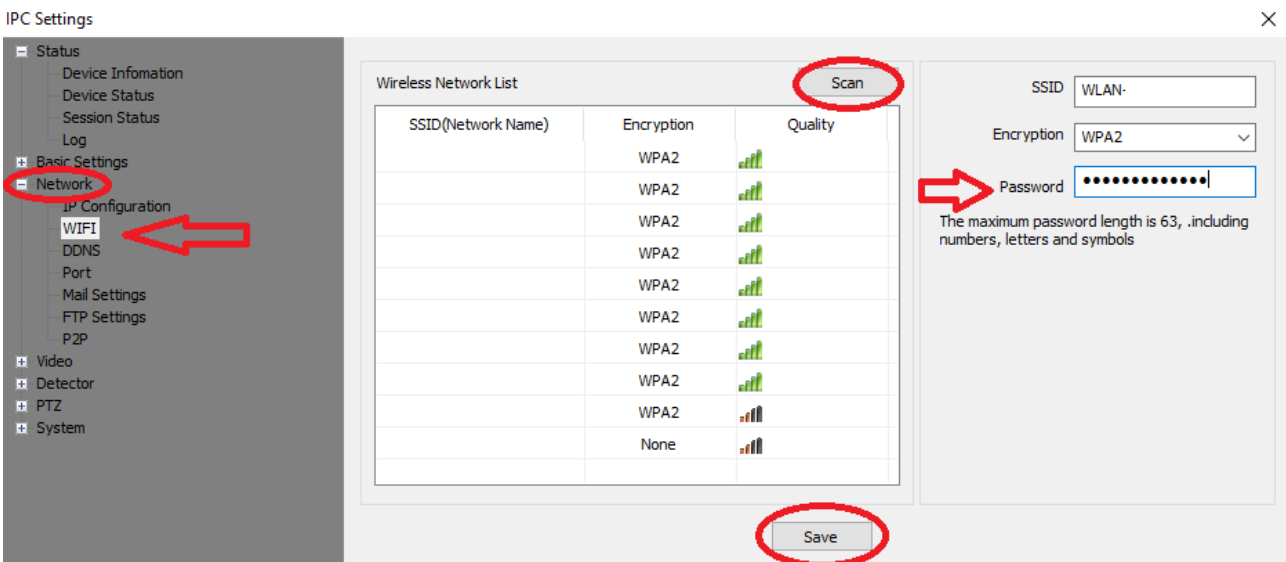 IPC Settings
Status
Device Infomation
Device Status
Session Status
Log
Basic Settings
Network
IP Configuration
WIFI
DDNS
Port
Mail Settings
FTP Settings
P2P
Video
Detector
PTZ
System
Wireless Network List
Scan
SSID(Network Name) Encryption Quality
WPA2
WPA2
WPA2
WPA2
WPA2
WPA2
WPA2
WPA2
WPA2
None
Save
SSID WLAN-
Encryption WPA2
Password •••••••••••••
The maximum password length is 63, .including
numbers, letters and symbols